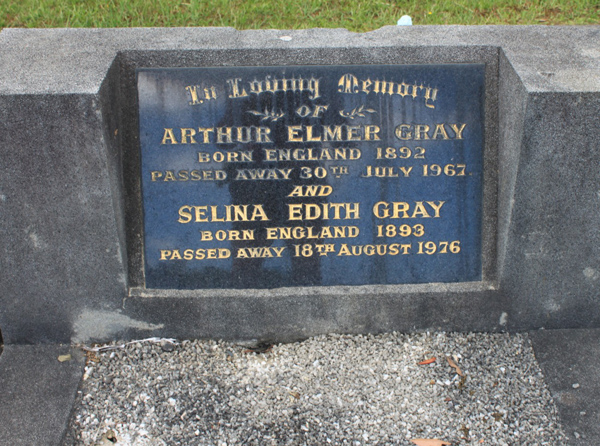 In Loving Memory
OF
ARTHUR ELMER GRAY
BORN ENGLAND 1892
PASSED AWAY 30TH JULY 1967
AND
SELINA EDITH GRAY
BORN ENGLAND 1893
PASSED AWAY 18TH AUGUST 1976